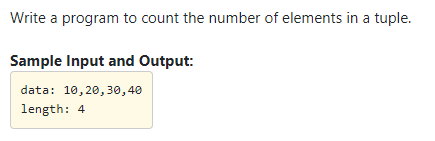 Write a program to count the number of elements in a tuple.
Sample Input and Output:
data: 10,20,30,40
length: 4